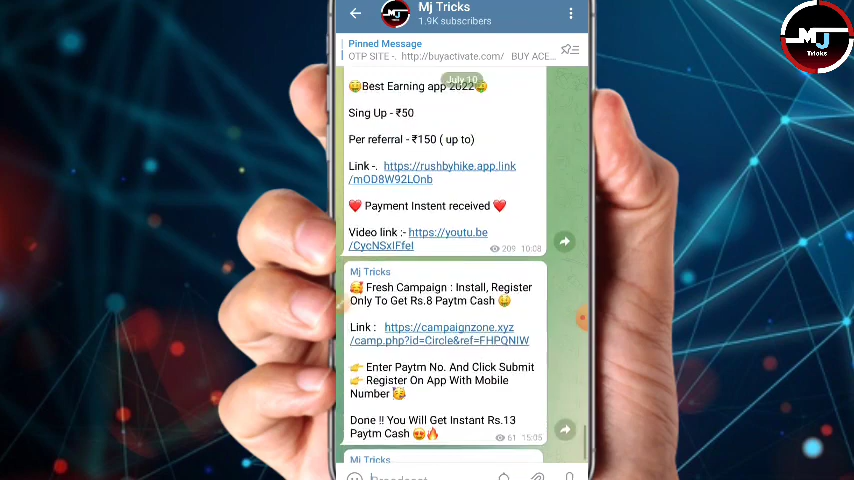 Mj Tricks
1.9K subscribers
MJ
Tricks
Pinned Message
OTP SITE -. http://buyactivate.com/ BUY ACE...
July 10
🤑Best Earning app 2022🤑
Sing Up - ₹50
Per referral - ₹150 ( up to)
Link -. https://rushbyhike.app.link
/mOD8W92LOnb
❤️ Payment Instent received ❤️
Video link :- https://youtu.be
/CycNSxIFfeI
209 10:08
Mj Tricks
🥰 Fresh Campaign : Install, Register
Only To Get Rs.8 Paytm Cash 🤑
Link : https://campaignzone.xyz
/camp.php?id=Circle&ref=FHPQNIW
👉 Enter Paytm No. And Click Submit
👉 Register On App With Mobile
Number 🥳
Done !! You Will Get Instant Rs.13
Paytm Cash 😍🔥
61 15:05
Mj Tricks
Broadcast